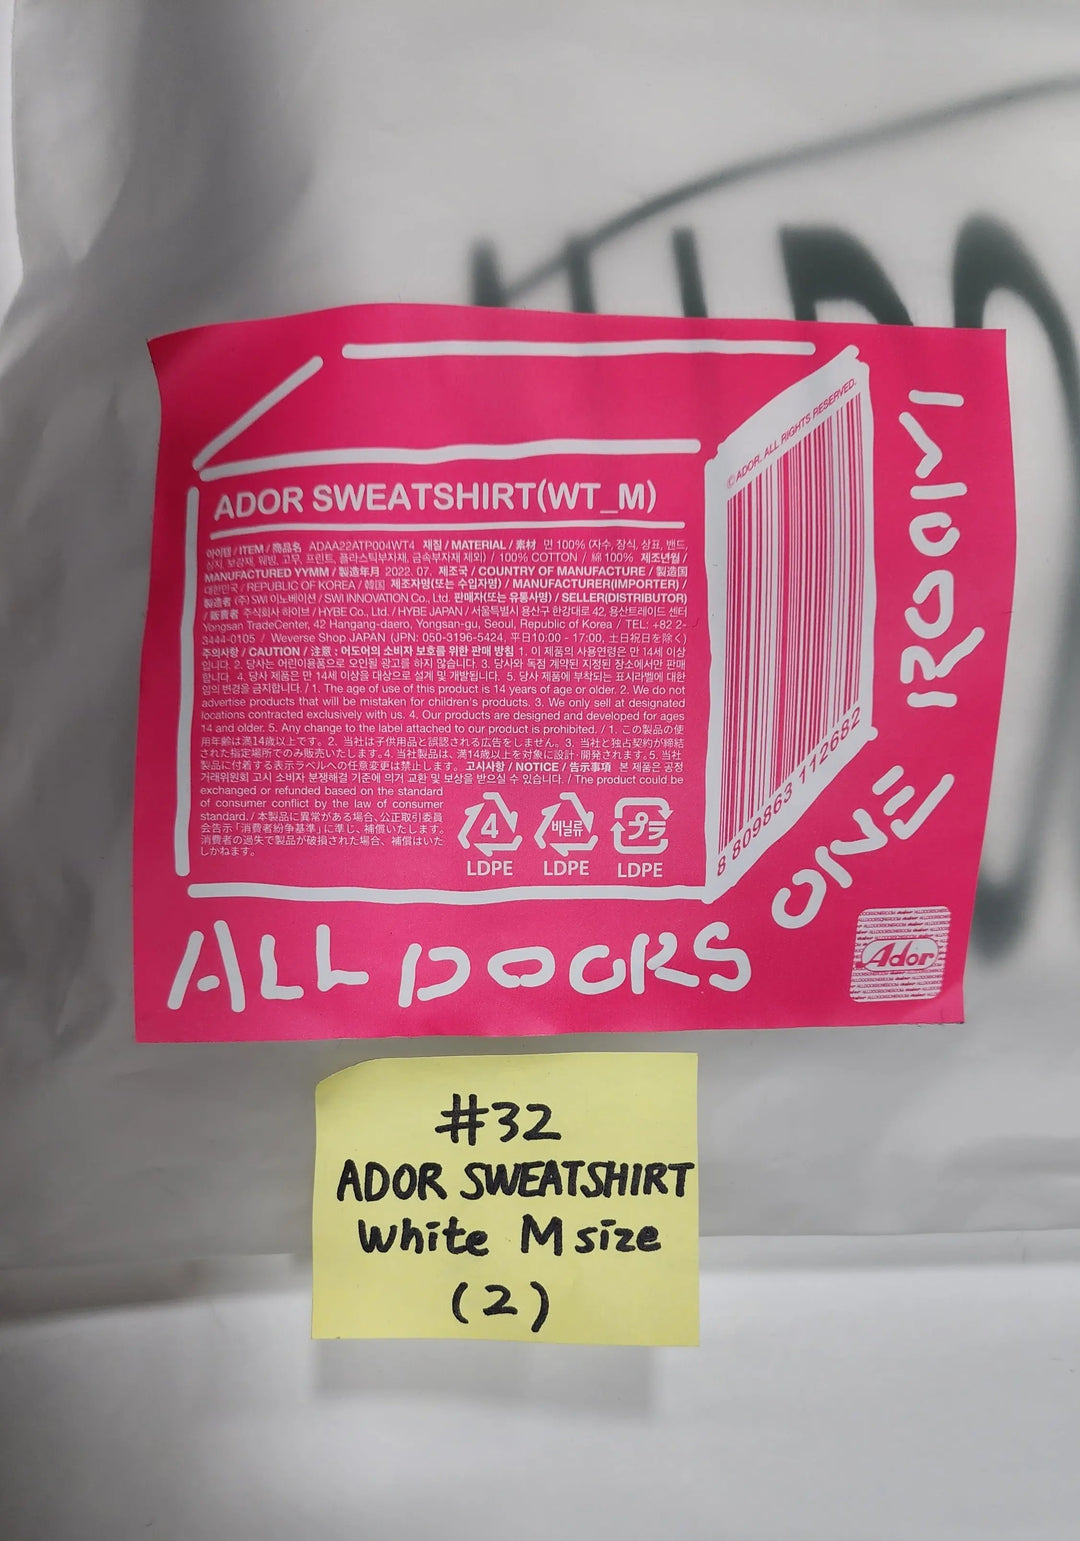 ALL DO
ADOR SWEATSHIRT(WT_M)
아이템 / ITEM / 商品名 ADAA22ATP004WT4 재질 / MATERIAL / 素材 면 100% (자수, 장식, 상표, 밴드,
심지, 보강재, 웨빙, 고무, 프린트, 플라스틱부자재, 금속부자재 제외) / 100% COTTON / 綿 100% 제조년월 /
MANUFACTURED YYMM / 製造年月 2022. 07. 제조국 / COUNTRY OF MANUFACTURE / 製造国
대한민국 / REPUBLIC OF KOREA / 韓国 제조자명(또는 수입자명) / MANUFACTURER(IMPORTER) /
製造者 (주) SWI 이노베이션 / SWI INNOVATION Co., Ltd. 판매자(또는 유통사명) / SELLER(DISTRIBUTOR)
/ 販売者 주식회사 하이브 / HYBE Co., Ltd. / HYBE JAPAN / 서울특별시 용산구 한강대로 42, 용산트레이드 센터
Yongsan TradeCenter, 42 Hangang-daero, Yongsan-gu, Seoul, Republic of Korea / TEL: +82 2-
3444-0105 / Weverse Shop JAPAN (JPN: 050-3196-5424, 平日10:00 - 17:00, 土日祝日を除く)
주의사항 / CAUTION / 注意 : 어도어의 소비자 보호를 위한 판매 방침 1. 이 제품의 사용연령은 만 14세 이상
입니다. 2. 당사는 어린이용품으로 오인될 광고를 하지 않습니다. 3. 당사와 독점 계약된 지정된 장소에서만 판매
합니다. 4. 당사 제품은 만 14세 이상을 대상으로 설계 및 개발됩니다. 5. 당사 제품에 부착되는 표시라벨에 대한
임의 변경을 금지합니다. / 1. The age of use of this product is 14 years of age or older. 2. We do not
advertise products that will be mistaken for children's products. 3. We only sell at designated
locations contracted exclusively with us. 4. Our products are designed and developed for ages
14 and older. 5. Any change to the label attached to our product is prohibited. / 1. この製品の使
用年齢は満14歳以上です。2. 当社は子供用品と誤認される広告をしません。3. 当社と独占契約が締結
された指定場所でのみ販売いたします。4. 当社製品は、満14歳以上を対象に設計・開発されます。5. 当社
製品に付着する表示ラベルへの任意変更は禁止します。 고시사항 / NOTICE / 告示事項 본 제품은 공정
거래위원회 고시 소비자 분쟁해결 기준에 의거 교환 및 보상을 받으실 수 있습니다. / The product could be
exchanged or refunded based on the standard
of consumer conflict by the law of consumer
standard. / 本製品に異常がある場合、公正取引委員
会告示「消費者紛争基準」に準じ、補償いたします。
消費者の過失で製品が破損された場合、補償はいた
しかねます。
4
LDPE
비닐류
LDPE
プラ
LDPE
© ADOR. ALL RIGHTS RESERVED.
8 809863 112682
ALL DOORS ONE ROOM
Ador
#32
ADOR SWEATSHIRT
White M size
(2)